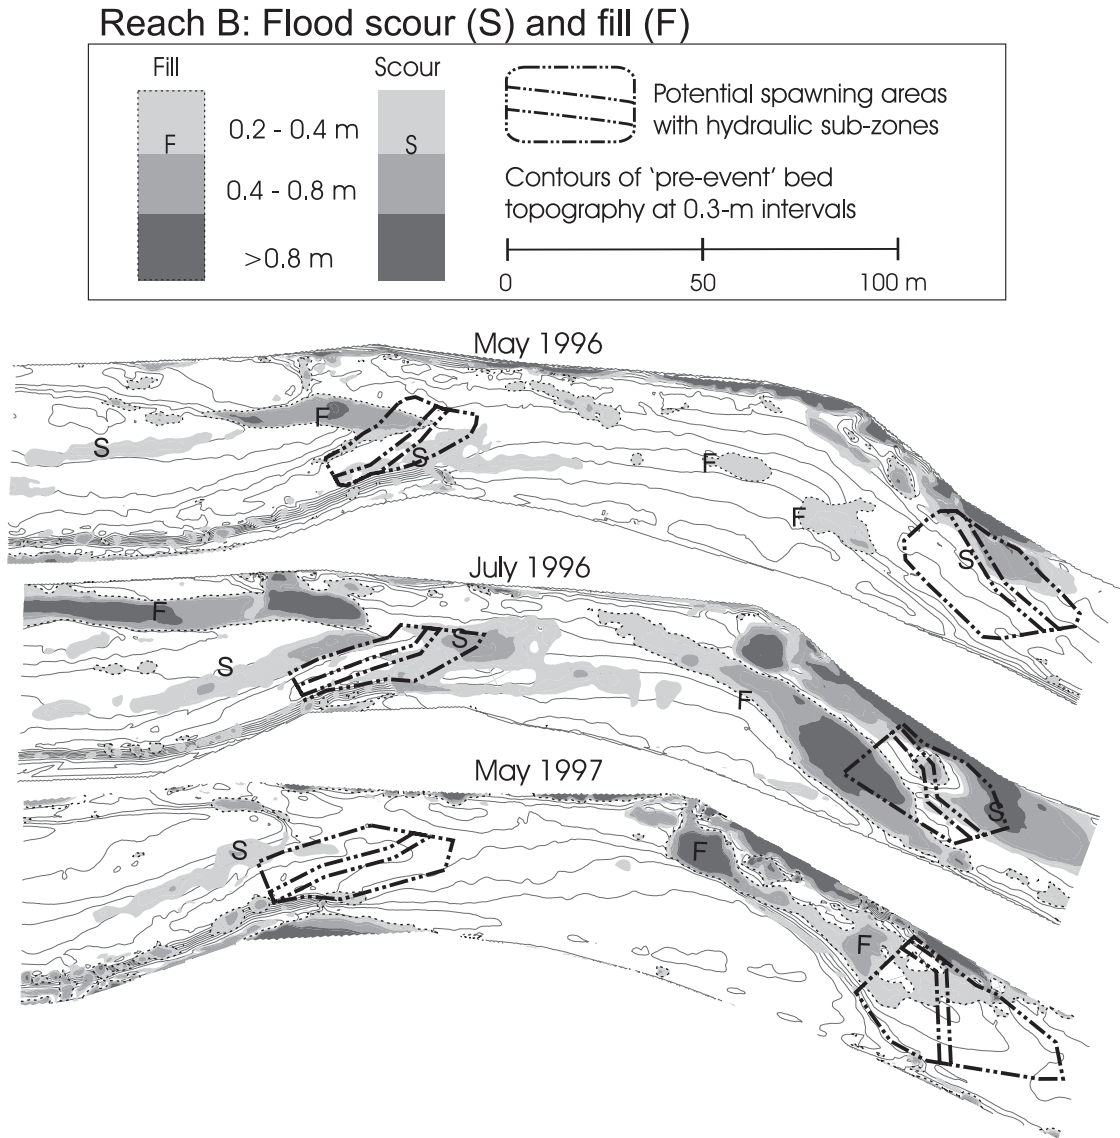 Reach B: Flood scour (S) and fill (F)
Fill
Scour
F
S
0.2 - 0.4 m
0.4 - 0.8 m
>0.8 m
Potential spawning areas
with hydraulic sub-zones
Contours of ‘pre-event’ bed
topography at 0.3-m intervals
0
50
100 m
May 1996
F
S
S
F
F
S
July 1996
F
S
S
F
S
May 1997
S
F
F